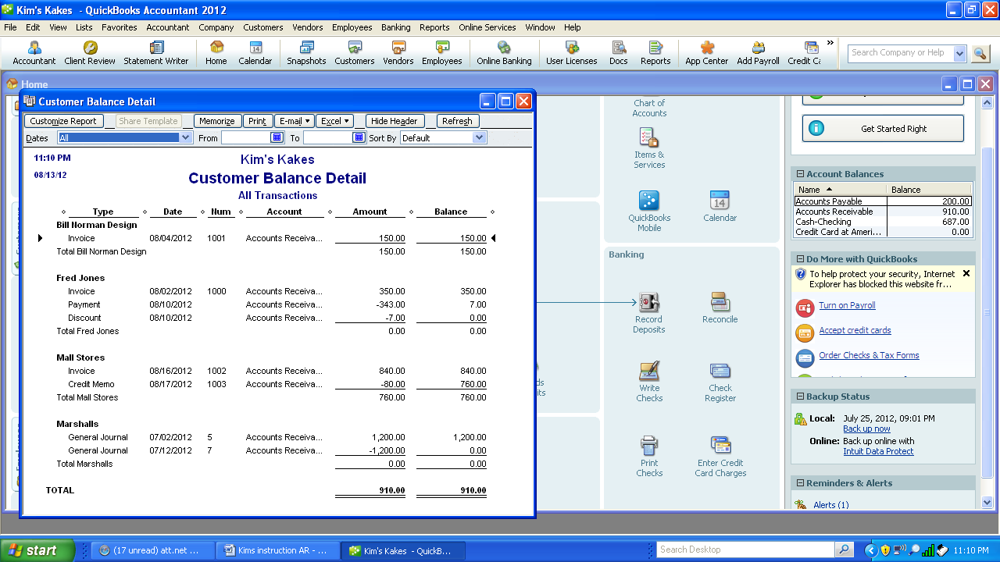 Kim's Kakes - QuickBooks Accountant 2012
File Edit View Lists Favorites Accountant Company Customers Vendors Employees Banking Reports Online Services Window Help
Accountant Client Review Statement Writer Home Calendar Snapshots Customers Vendors Employees Online Banking User Licenses Docs Reports App Center Add Payroll Credit Ca
Search Company or Help
Home
Customer Balance Detail
Customize Report Share Template Memorize Print E-mail Excel Hide Header Refresh
Dates All From To Sort By Default
11:10 PM
08/13/12
Kim's Kakes
Customer Balance Detail
All Transactions
Type Date Num Account Amount Balance
Bill Norman Design
Invoice 08/04/2012 1001 Accounts Receiva... 150.00 150.00
Total Bill Norman Design 150.00 150.00
Fred Jones
Invoice 08/02/2012 1000 Accounts Receiva... 350.00 350.00
Payment 08/10/2012 Accounts Receiva... -343.00 7.00
Discount 08/10/2012 Accounts Receiva... -7.00 0.00
Total Fred Jones 0.00 0.00
Mall Stores
Invoice 08/16/2012 1002 Accounts Receiva... 840.00 840.00
Credit Memo 08/17/2012 1003 Accounts Receiva... -80.00 760.00
Total Mall Stores 760.00 760.00
Marshalls
General Journal 07/02/2012 5 Accounts Receiva... 1,200.00 1,200.00
General Journal 07/12/2012 7 Accounts Receiva... -1,200.00 0.00
Total Marshalls 0.00 0.00
TOTAL 910.00 910.00
Chart of
Accounts
Items &
Services
QuickBooks
Mobile
14
Calendar
Banking
Record
Deposits
Reconcile
Write
Checks
Check
Register
Print
Checks
Enter Credit
Card Charges
Get Started Right
Account Balances
Name Balance
Accounts Payable 200.00
Accounts Receivable 910.00
Cash-Checking 687.00
Credit Card at Ameri... 0.00
Do More with QuickBooks
To help protect your security, Internet
Explorer has blocked this website fr...
Turn on Payroll
Accept credit cards
Order Checks & Tax Forms
Backup Status
Local: July 25, 2012, 09:01 PM
Back up now
Online: Back up online with
Intuit Data Protect
Reminders & Alerts
Alerts (1)
start (17 unread) att.net ... Kims instruction AR - ... Kim's Kakes - QuickB... Search Desktop 11:10 PM